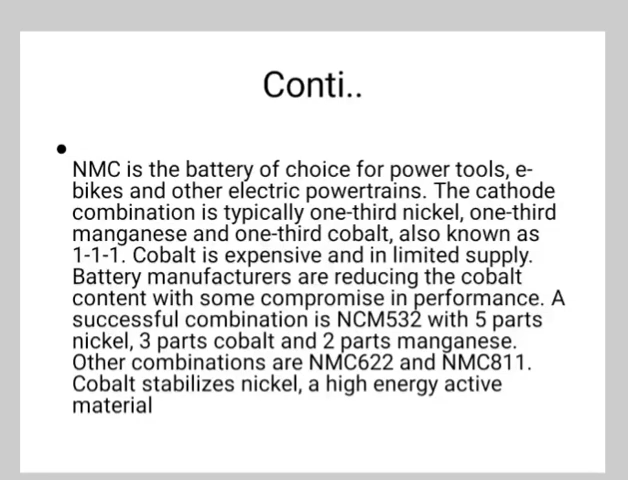 Conti..
•
NMC is the battery of choice for power tools, e-
bikes and other electric powertrains. The cathode
combination is typically one-third nickel, one-third
manganese and one-third cobalt, also known as
1-1-1. Cobalt is expensive and in limited supply.
Battery manufacturers are reducing the cobalt
content with some compromise in performance. A
successful combination is NCM532 with 5 parts
nickel, 3 parts cobalt and 2 parts manganese.
Other combinations are NMC622 and NMC811.
Cobalt stabilizes nickel, a high energy active
material